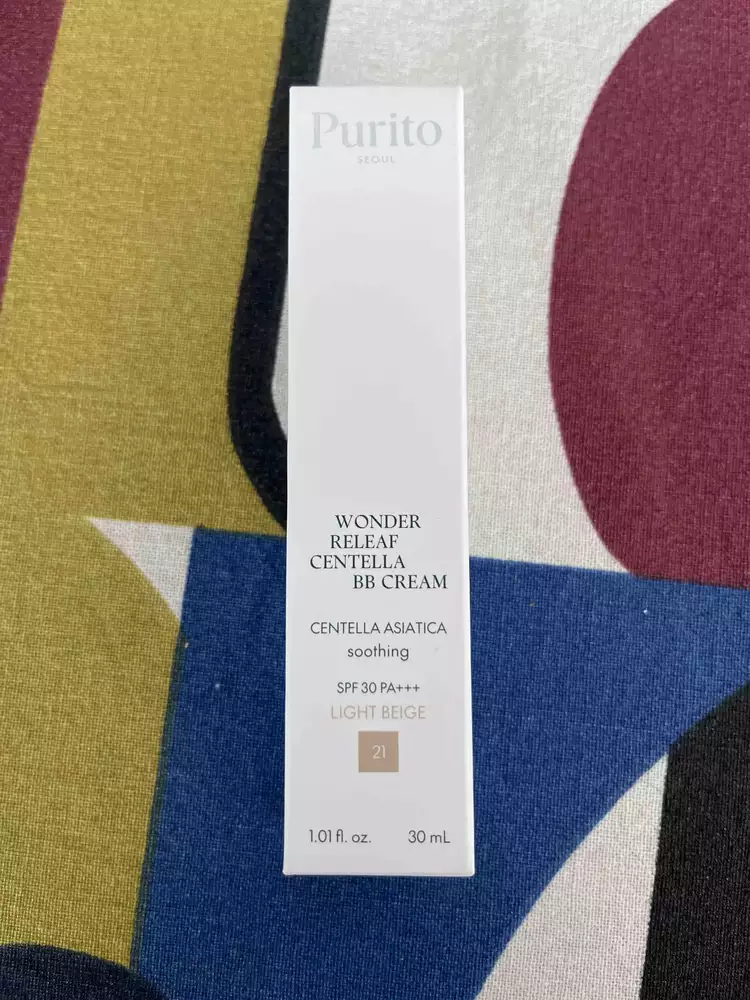 Purito
SEOUL
WONDER
RELEAF
CENTELLA
BB CREAM
CENTELLA ASIATICA
soothing
SPF 30 PA+++
LIGHT BEIGE
21
1.01 fl. oz. 30 mL